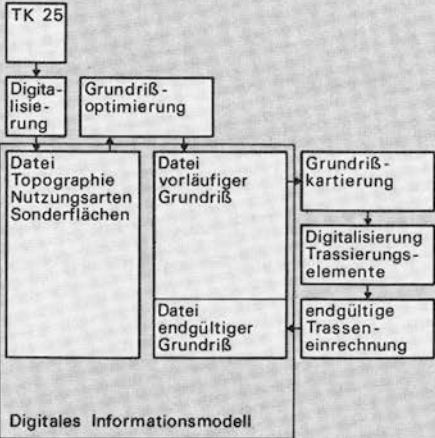 TK 25
Digita-
lisie-
rung
Grundriß-
optimierung
Datei
Topographie
Nutzungsarten
Sonderflächen
Datei
vorläufiger
Grundriß
Grundriß-
kartierung
Digitalisierung
Trassierungs-
elemente
Datei
endgültiger
Grundriß
endgültige
Trassen-
einrechnung
Digitales Informationsmodell